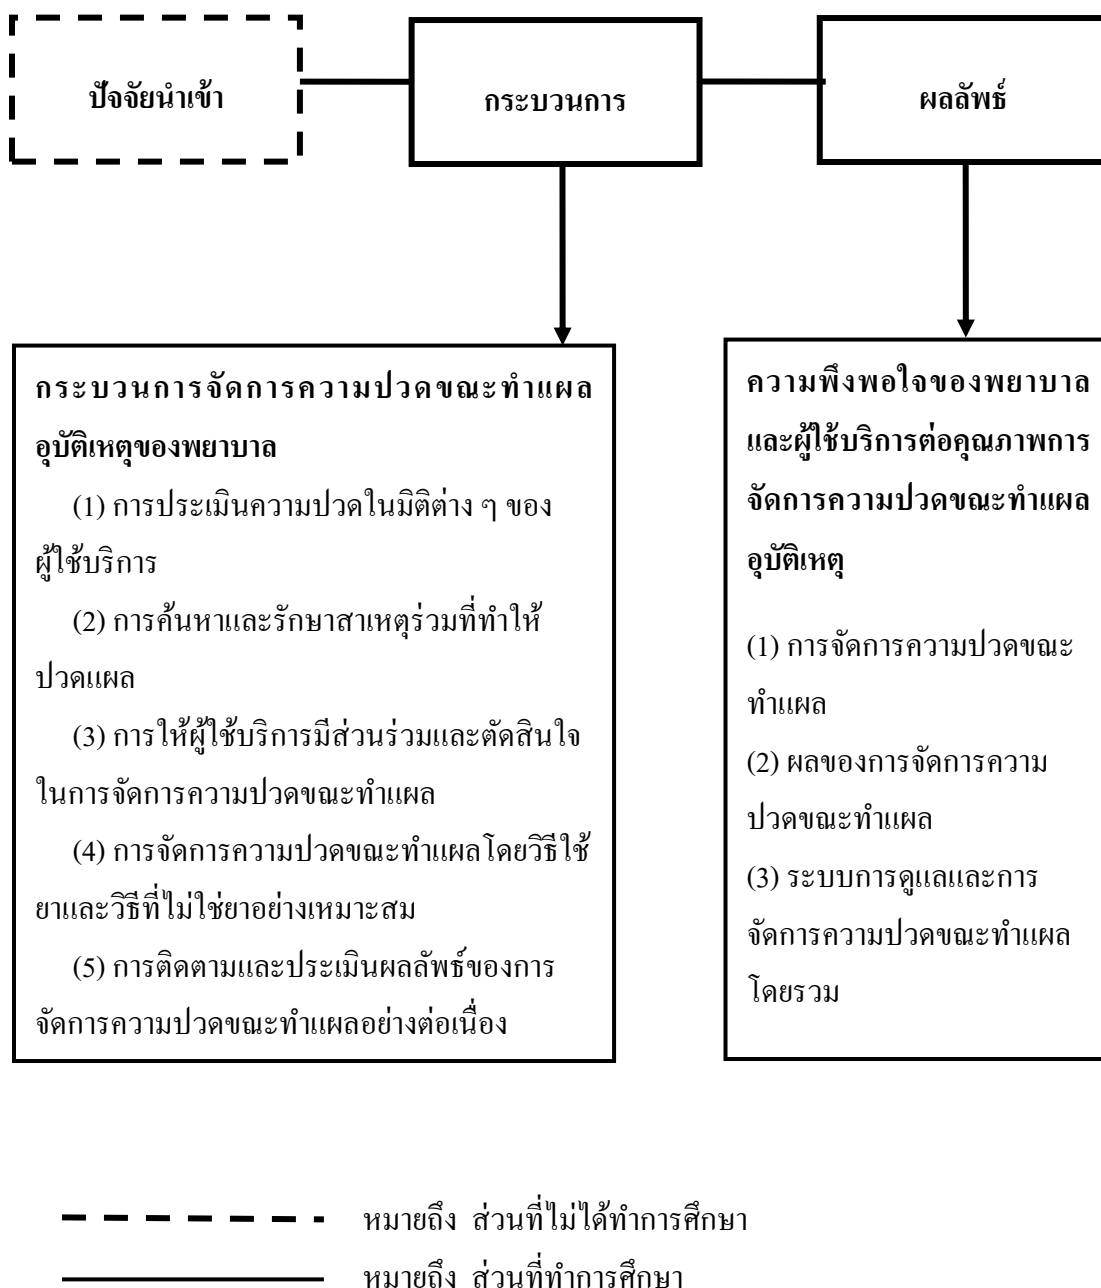 ปัจจัยนำเข้า
กระบวนการ
ผลลัพธ์
กระบวนการจัดการความปวดขณะทำแผล
อุบัติเหตุของพยาบาล
(1) การประเมินความปวดในมิติต่าง ๆ ของ
ผู้ใช้บริการ
(2) การค้นหาและรักษาสาเหตุร่วมที่ทำให้
ปวดแผล
(3) การให้ผู้ใช้บริการมีส่วนร่วมและตัดสินใจ
ในการจัดการความปวดขณะทำแผล
(4) การจัดการความปวดขณะทำแผลโดยวิธีใช้
ยาและวิธีที่ไม่ใช่ยาอย่างเหมาะสม
(5) การติดตามและประเมินผลลัพธ์ของการ
จัดการความปวดขณะทำแผลอย่างต่อเนื่อง
ความพึงพอใจของพยาบาล
และผู้ใช้บริการต่อคุณภาพการ
จัดการความปวดขณะทำแผล
อุบัติเหตุ
(1) การจัดการความปวดขณะ
ทำแผล
(2) ผลของการจัดการความ
ปวดขณะทำแผล
(3) ระบบการดูแลและการ
จัดการความปวดขณะทำแผล
โดยรวม
หมายถึง ส่วนที่ไม่ได้ทำการศึกษา
หมายถึง ส่วนที่ทำการศึกษา